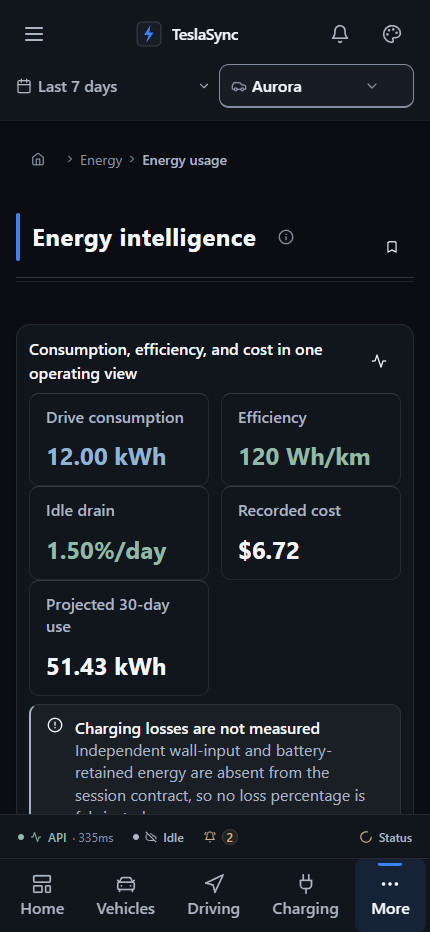 TeslaSync
Last 7 days
Aurora
Energy
Energy usage
Energy intelligence
Consumption, efficiency, and cost in one
operating view
Drive consumption
12.00 kWh
Efficiency
120 Wh/km
Idle drain
1.50%/day
Recorded cost
$6.72
Projected 30-day
use
51.43 kWh
Charging losses are not measured
Independent wall-input and battery-
retained energy are absent from the
session contract, so no loss percentage is
API · 335ms
Idle
2
Status
Home
Vehicles
Driving
Charging
More